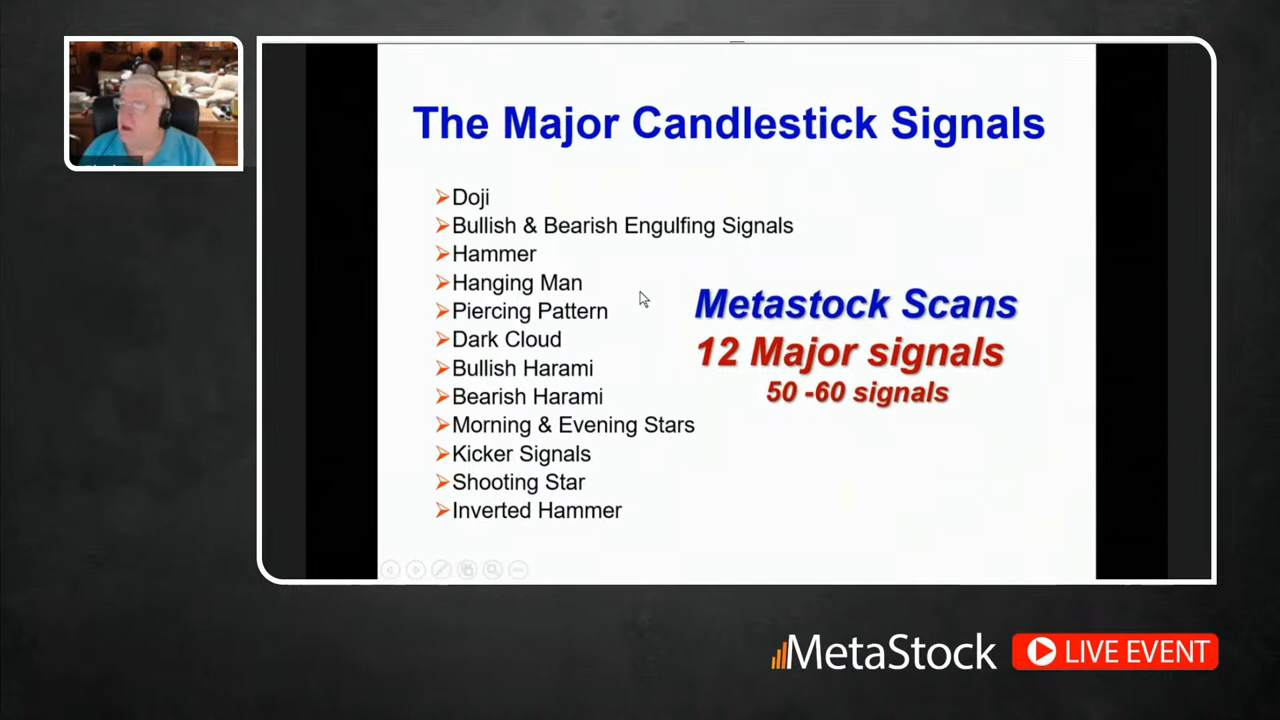 The Major Candlestick Signals
Doji
Bullish & Bearish Engulfing Signals
Hammer
Hanging Man
Piercing Pattern
Dark Cloud
Bullish Harami
Bearish Harami
Morning & Evening Stars
Kicker Signals
Shooting Star
Inverted Hammer
Metastock Scans
12 Major signals
50 -60 signals
MetaStock
LIVE EVENT